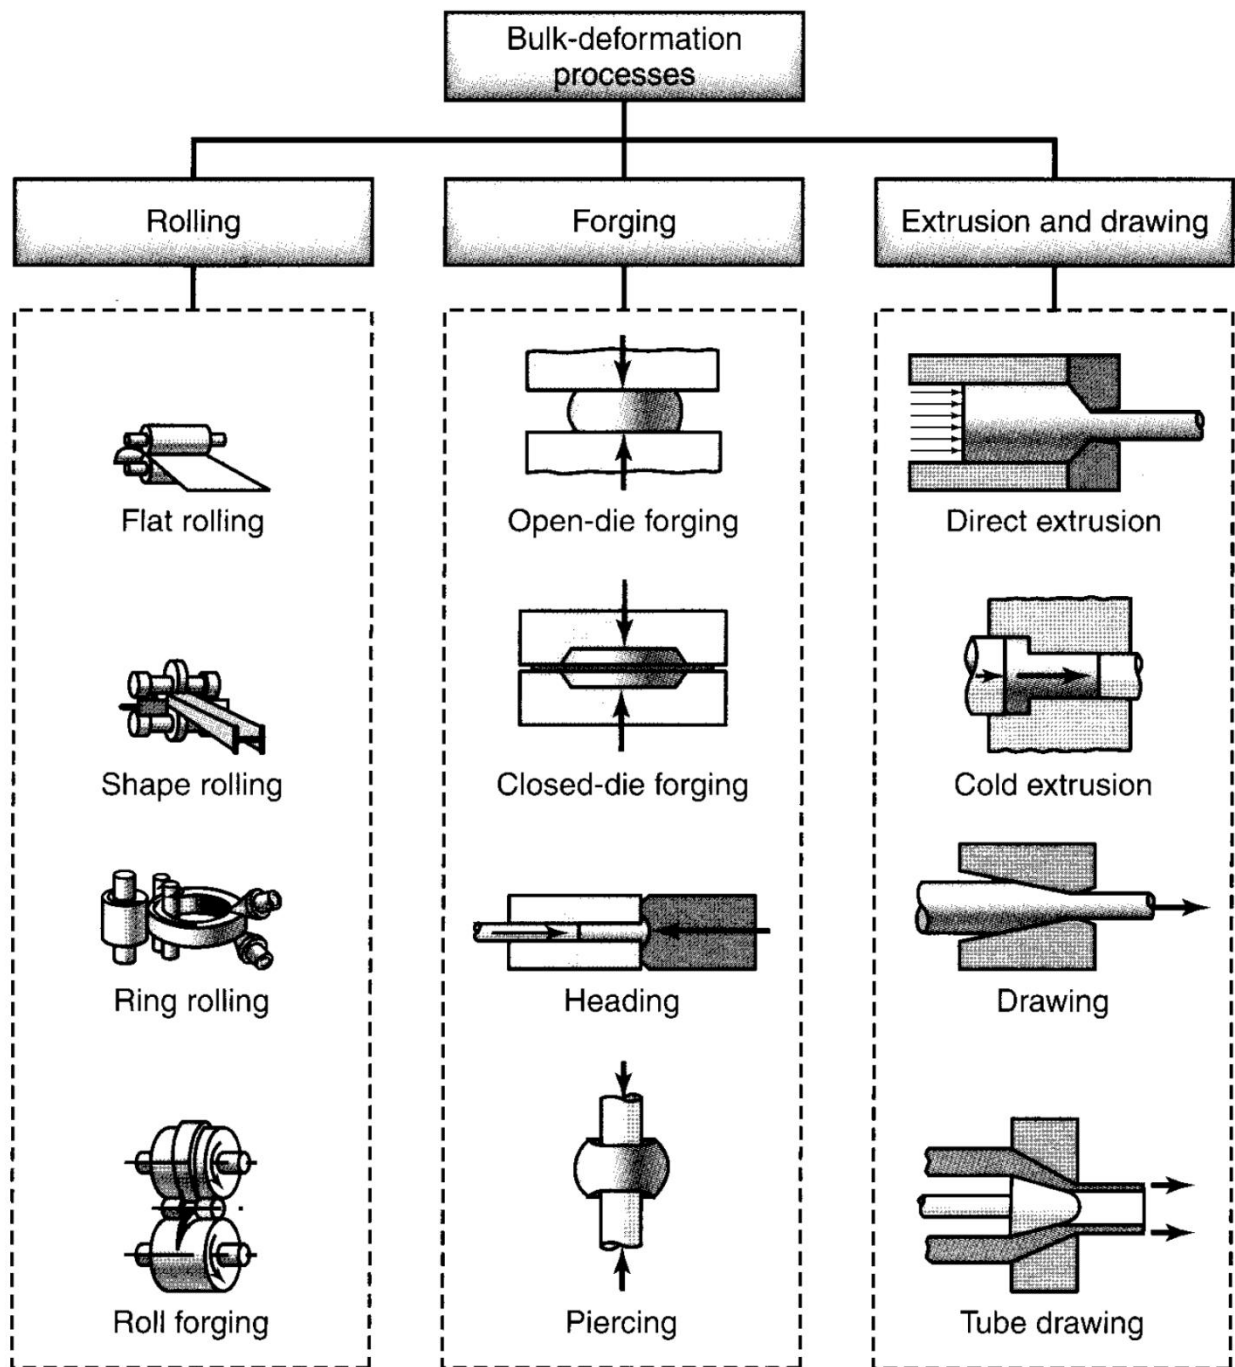 Bulk-deformation
processes
Rolling
Forging
Extrusion and drawing
Flat rolling
Open-die forging
Direct extrusion
Shape rolling
Closed-die forging
Cold extrusion
Ring rolling
Heading
Drawing
Roll forging
Piercing
Tube drawing